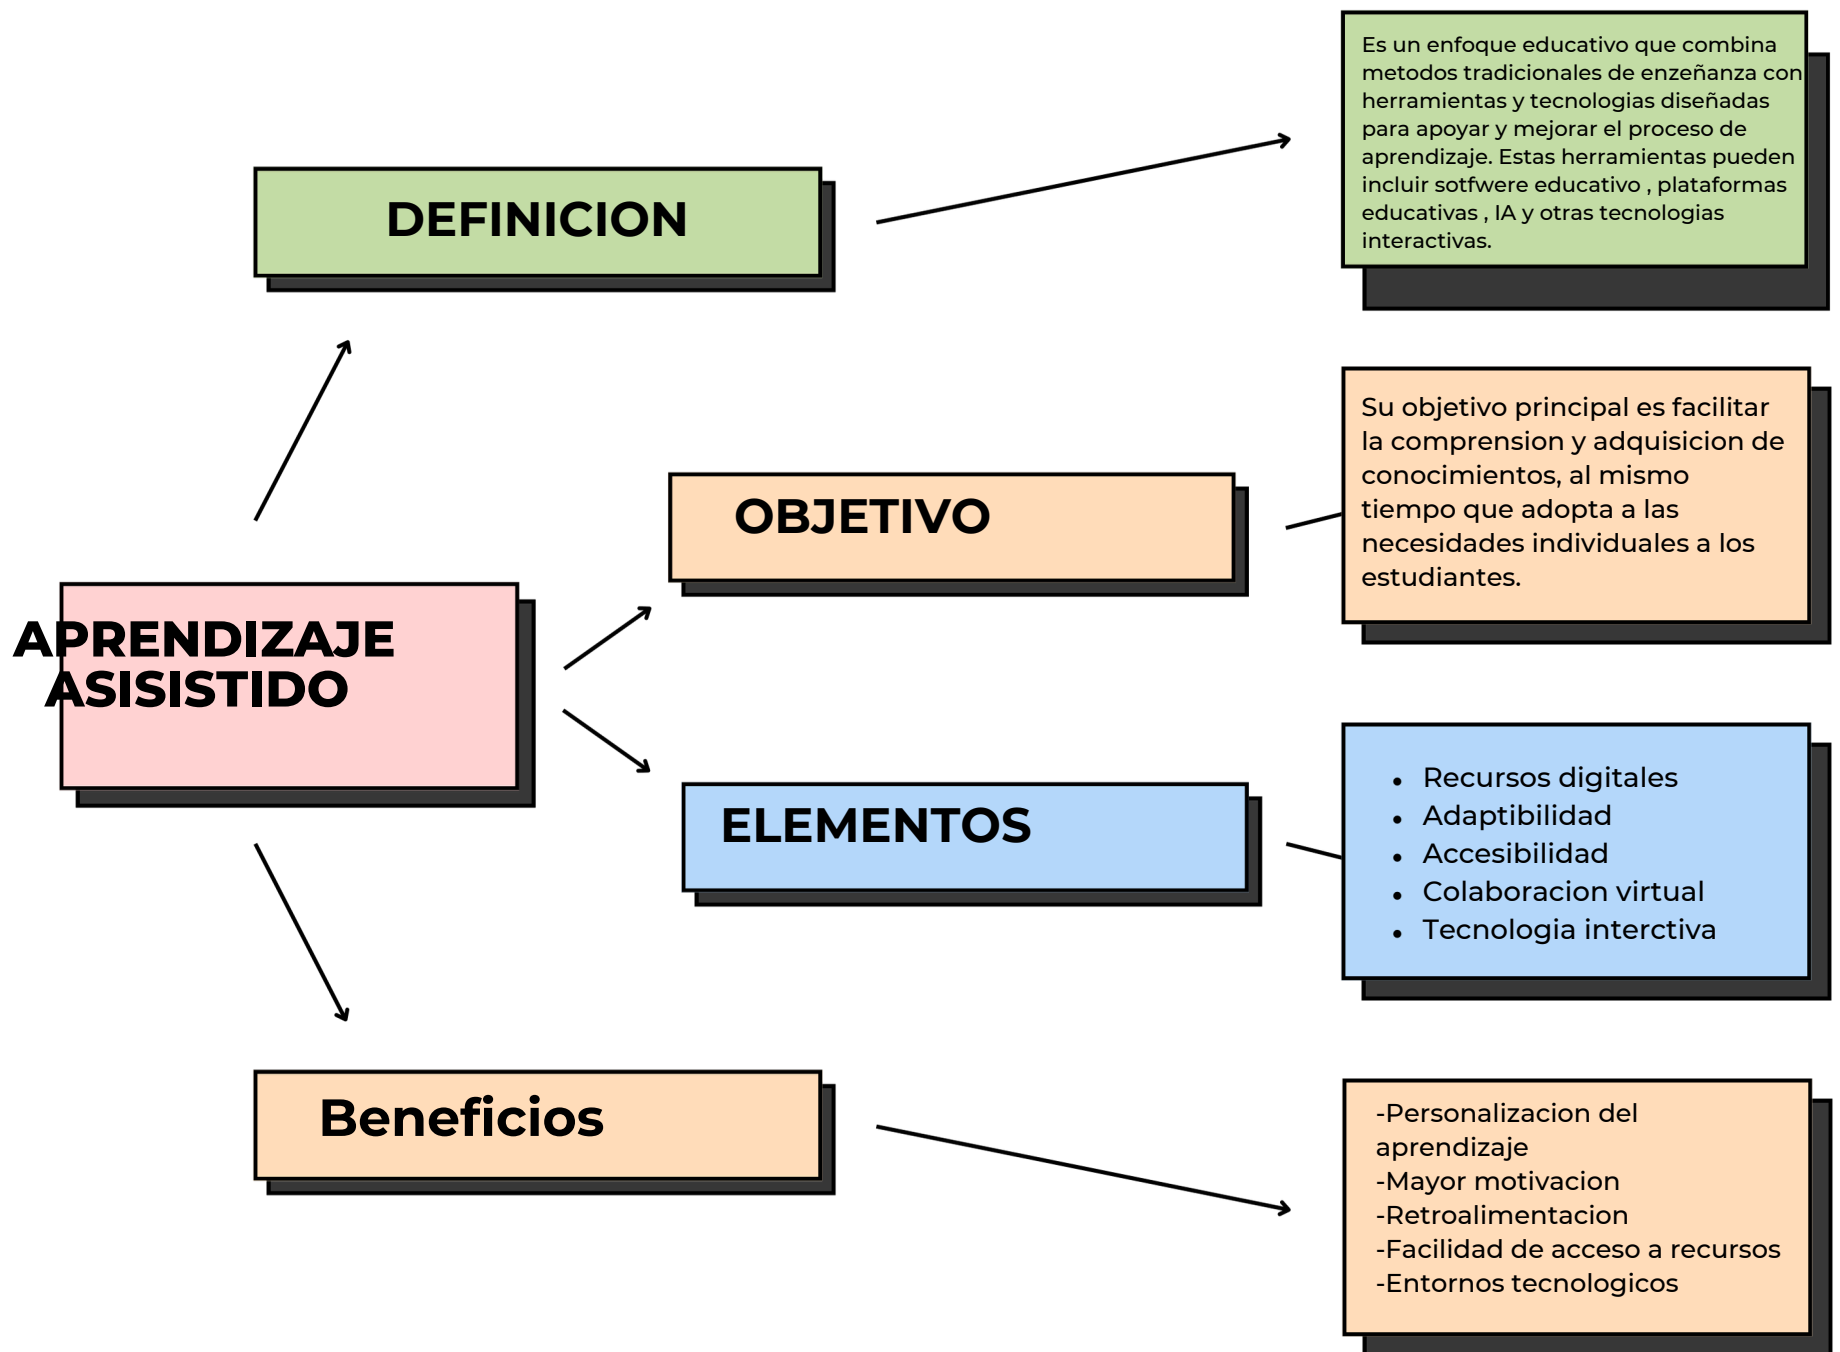 Es un enfoque educativo que combina
metodos tradicionales de enzeñanza con
herramientas y tecnologias diseñadas
para apoyar y mejorar el proceso de
aprendizaje. Estas herramientas pueden
incluir sotfwere educativo , plataformas
educativas , IA y otras tecnologias
interactivas.
DEFINICION
Su objetivo principal es facilitar
la comprension y adquisicion de
conocimientos, al mismo
tiempo que adopta a las
necesidades individuales a los
estudiantes.
OBJETIVO
APRENDIZAJE
ASISISTIDO
ELEMENTOS
• Recursos digitales
• Adaptibilidad
• Accesibilidad
• Colaboracion virtual
• Tecnologia interctiva
Beneficios
-Personalizacion del
aprendizaje
-Mayor motivacion
-Retroalimentacion
-Facilidad de acceso a recursos
-Entornos tecnologicos